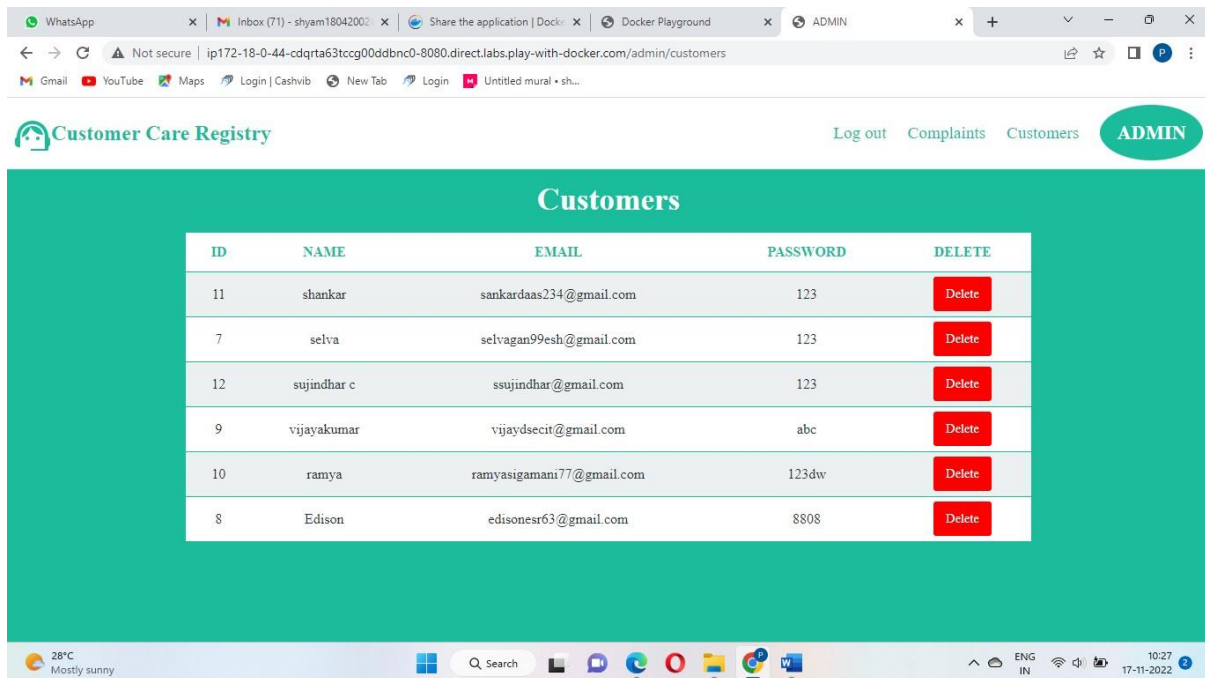 WhatsApp
Inbox (71) - shyam18042002
Share the application | Docke
Docker Playground
ADMIN
Not secure | ip172-18-0-44-cdqrta63tccg00ddbnc0-8080.direct.labs.play-with-docker.com/admin/customers
P
Gmail YouTube Maps Login | Cashvib New Tab Login Untitled mural • sh...
Customer Care Registry
Log out Complaints Customers ADMIN
Customers
ID NAME EMAIL PASSWORD DELETE
11 shankar sankardaas234@gmail.com 123 Delete
7 selva selvagan99esh@gmail.com 123 Delete
12 sujindhar c ssujindhar@gmail.com 123 Delete
9 vijayakumar vijaydsecit@gmail.com abc Delete
10 ramya ramyasigamani77@gmail.com 123dw Delete
8 Edison edisonesr63@gmail.com 8808 Delete
28°C
Mostly sunny
Search
ENG
IN
10:27
17-11-2022
2